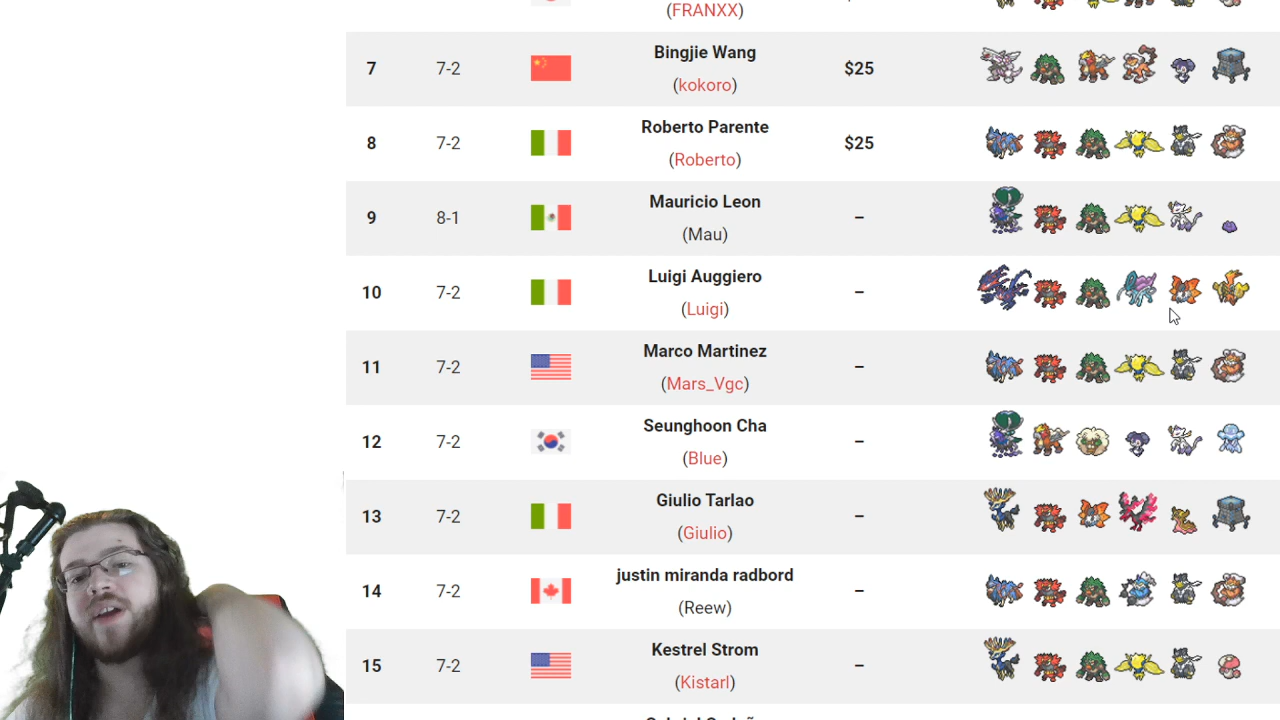 (FRANXX)
7 7-2 Bingjie Wang $25
(kokoro)
8 7-2 Roberto Parente $25
(Roberto)
9 8-1 Mauricio Leon –
(Mau)
10 7-2 Luigi Auggiero –
(Luigi)
11 7-2 Marco Martinez –
(Mars_Vgc)
12 7-2 Seunghoon Cha –
(Blue)
13 7-2 Giulio Tarlao –
(Giulio)
14 7-2 justin miranda radbord –
(Reew)
15 7-2 Kestrel Strom –
(Kistarl)